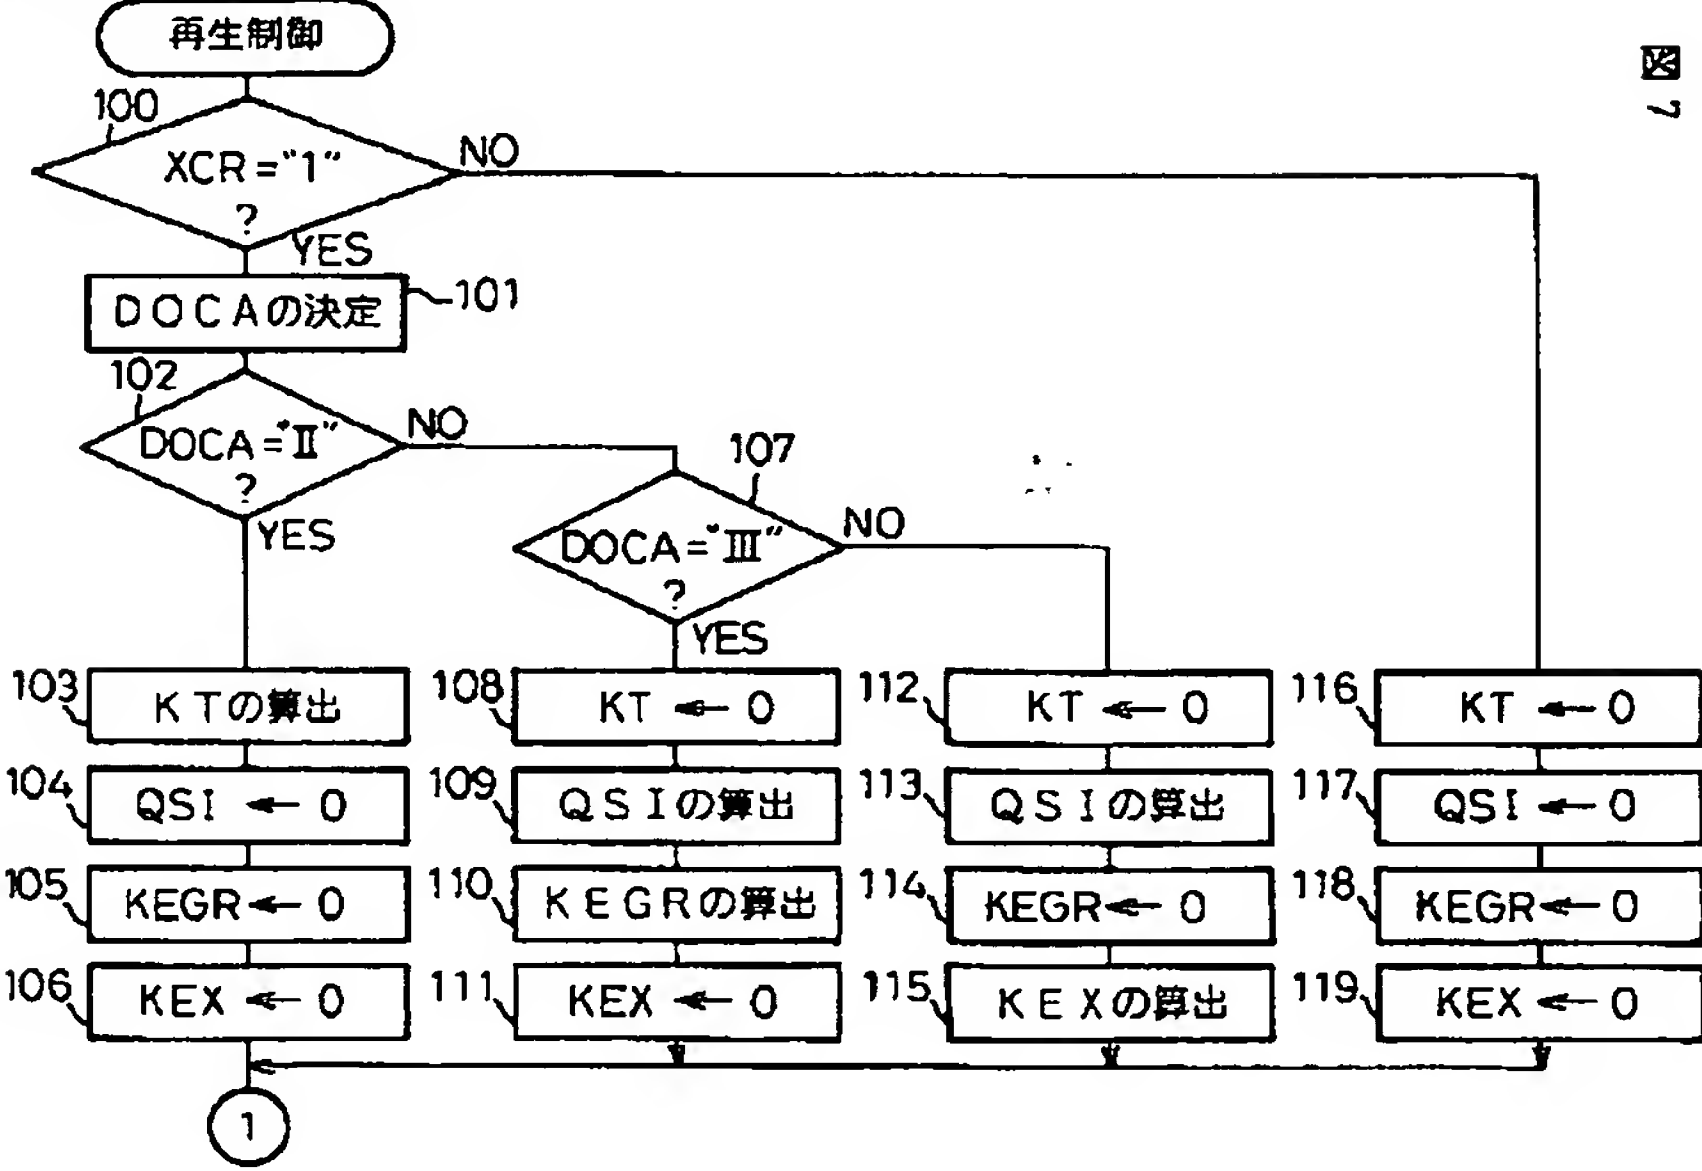 再生制御
図7
100
XCR="1"
?
NO
YES
DOCAの決定
101
102
DOCA="II"
?
NO
YES
107
DOCA="III"
?
NO
YES
103
KTの算出
108
KT ← 0
112
KT ← 0
116
KT ← 0
104
QSI ← 0
109
QSIの算出
113
QSIの算出
117
QSI ← 0
105
KEGR ← 0
110
KEGRの算出
114
KEGR ← 0
118
KEGR ← 0
106
KEX ← 0
111
KEX ← 0
115
KEXの算出
119
KEX ← 0
1